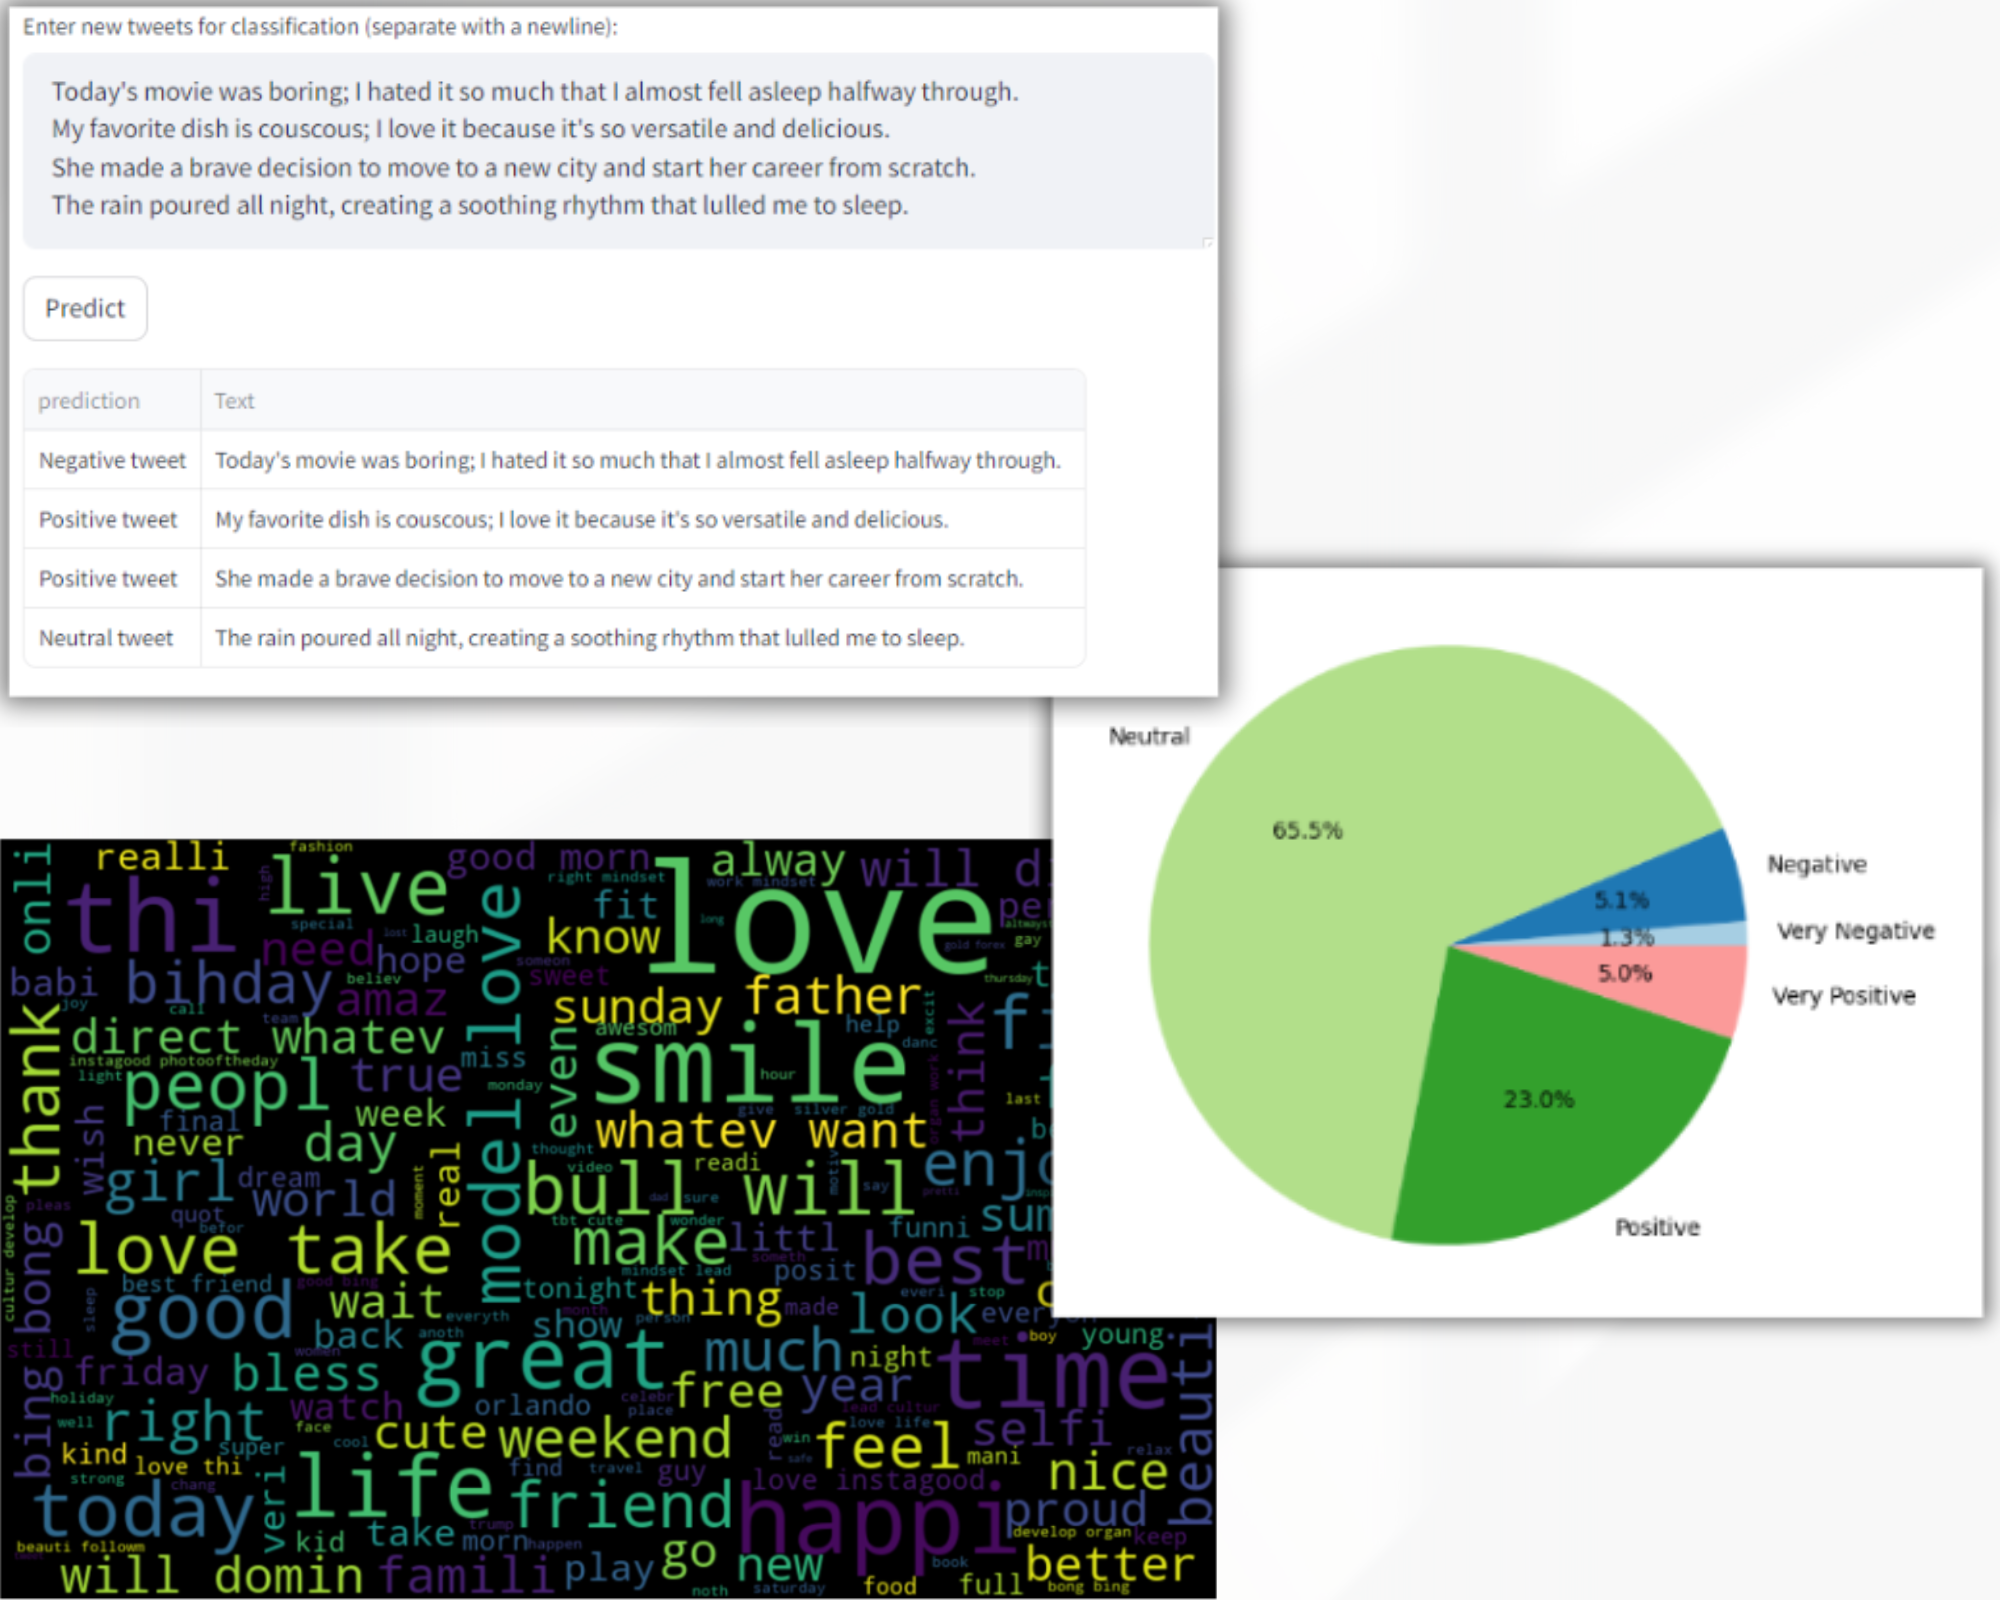 Enter new tweets for classification (separate with a newline):
Today's movie was boring; I hated it so much that I almost fell asleep halfway through.
My favorite dish is couscous; I love it because it's so versatile and delicious.
She made a brave decision to move to a new city and start her career from scratch.
The rain poured all night, creating a soothing rhythm that lulled me to sleep.
Predict
prediction Text
Negative tweet Today's movie was boring; I hated it so much that I almost fell asleep halfway through.
Positive tweet My favorite dish is couscous; I love it because it's so versatile and delicious.
Positive tweet She made a brave decision to move to a new city and start her career from scratch.
Neutral tweet The rain poured all night, creating a soothing rhythm that lulled me to sleep.
Neutral
65.5%
Negative
5.1%
Very Negative
1.3%
5.0%
Very Positive
23.0%
Positive
onli
realli
fashion
good morn
alway
will
thi
high
live
right mindset
work mindset
love
fit
long
special
lost
laugh
know
gold forex
gay
need
hope
someon
sweet
thursday
babi
bihday
believ
amaz
model love
sunday
father
excit
joy
call
team
thank
direct whatev
awesom
help
danc
think
instagood photooftheday
miss
even
smile
hour
light
peopl
true
monday
last
wish
final
week
give
silver gold
organ work
never
day
whatev want
thought
readi
motiv
girl
dream
moment
real
video
bull will
say
pretti
world
dad
sure
pleas
quot
befor
tbt cute
wonder
funni
cultur develop
bong bing
love take
make
littl
someth
best
mindset lead
posit
best friend
good bing
tonight
thing
made
everi
stop
sleep
good
wait
everyth
month
person
look
back
anoth
show
still
women
great
much
night
meet
boy
young
friday
bless
free
year
time
beauti
holiday
watch
orlando
celebr
place
lead cultur
well
right
face
cute
weekend
read
win
love life
feel
selfi
kind
super
cool
safe
mani
relax
love thi
find
travel
guy
love instagood
nice
strong
chang
veri
life
friend
happi
proud
today
kid
take
trump
morn
happen
develop organ
keep
beauti followm
will domin
famili
play
go
new
book
better
noth
saturday
food
full
bong bing